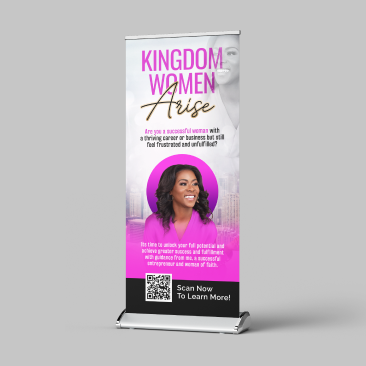 KINGDOM
WOMEN
Arise
Are you a successful woman with
a thriving career or business but still
feel frustrated and unfulfilled?
It's time to unlock your full potential and
achieve greater success and fulfillment
with guidance from me, a successful
entrepreneur and woman of faith.
Scan Now
To Learn More!